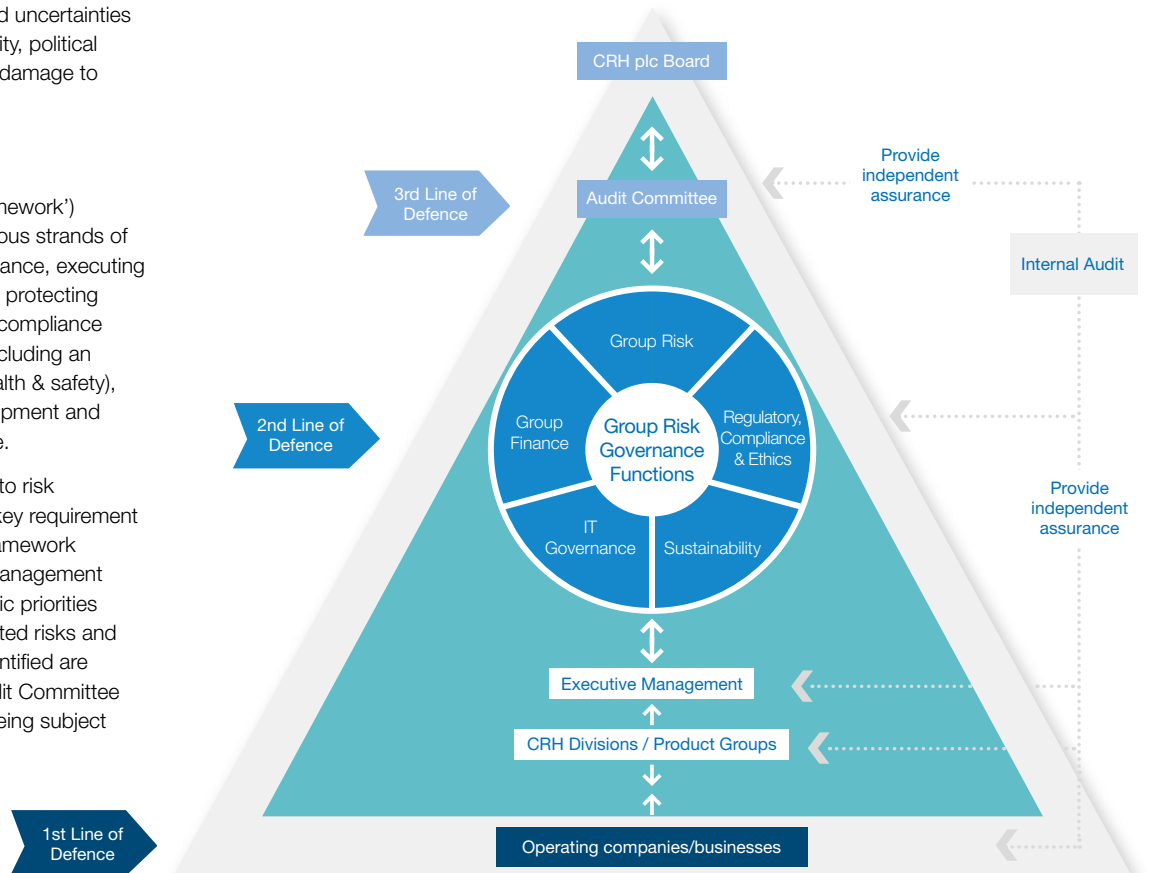 d uncertainties
ity, political
damage to
nework’)
ous strands of
ance, executing
protecting
compliance
cluding an
alth & safety),
opment and
e.
to risk
key requirement
amework
anagement
ic priorities
ted risks and
ntified are
dit Committee
eing subject
CRH plc Board
3rd Line of
Defence
Audit Committee
Provide
independent
assurance
Internal Audit
Group Risk
2nd Line of
Defence
Group
Finance
Group Risk
Governance
Functions
Regulatory,
Compliance
& Ethics
IT
Governance
Sustainability
Provide
independent
assurance
Executive Management
CRH Divisions / Product Groups
1st Line of
Defence
Operating companies/businesses